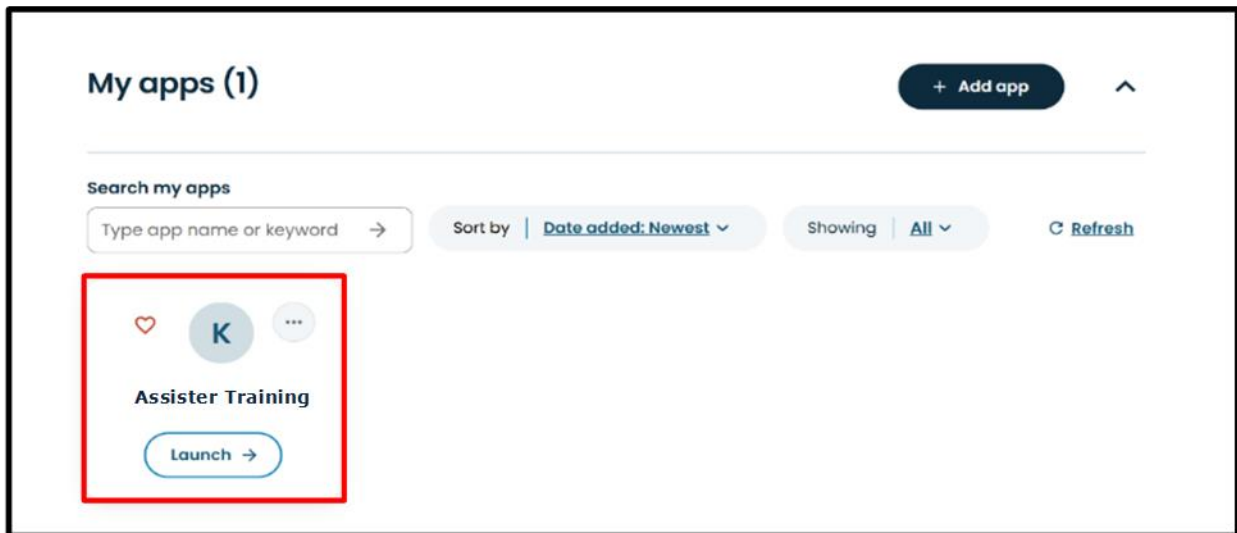 My apps (1)
+ Add app
Search my apps
Type app name or keyword →
Sort by | Date added: Newest
Showing | All
Refresh
K
...
Assister Training
Launch →